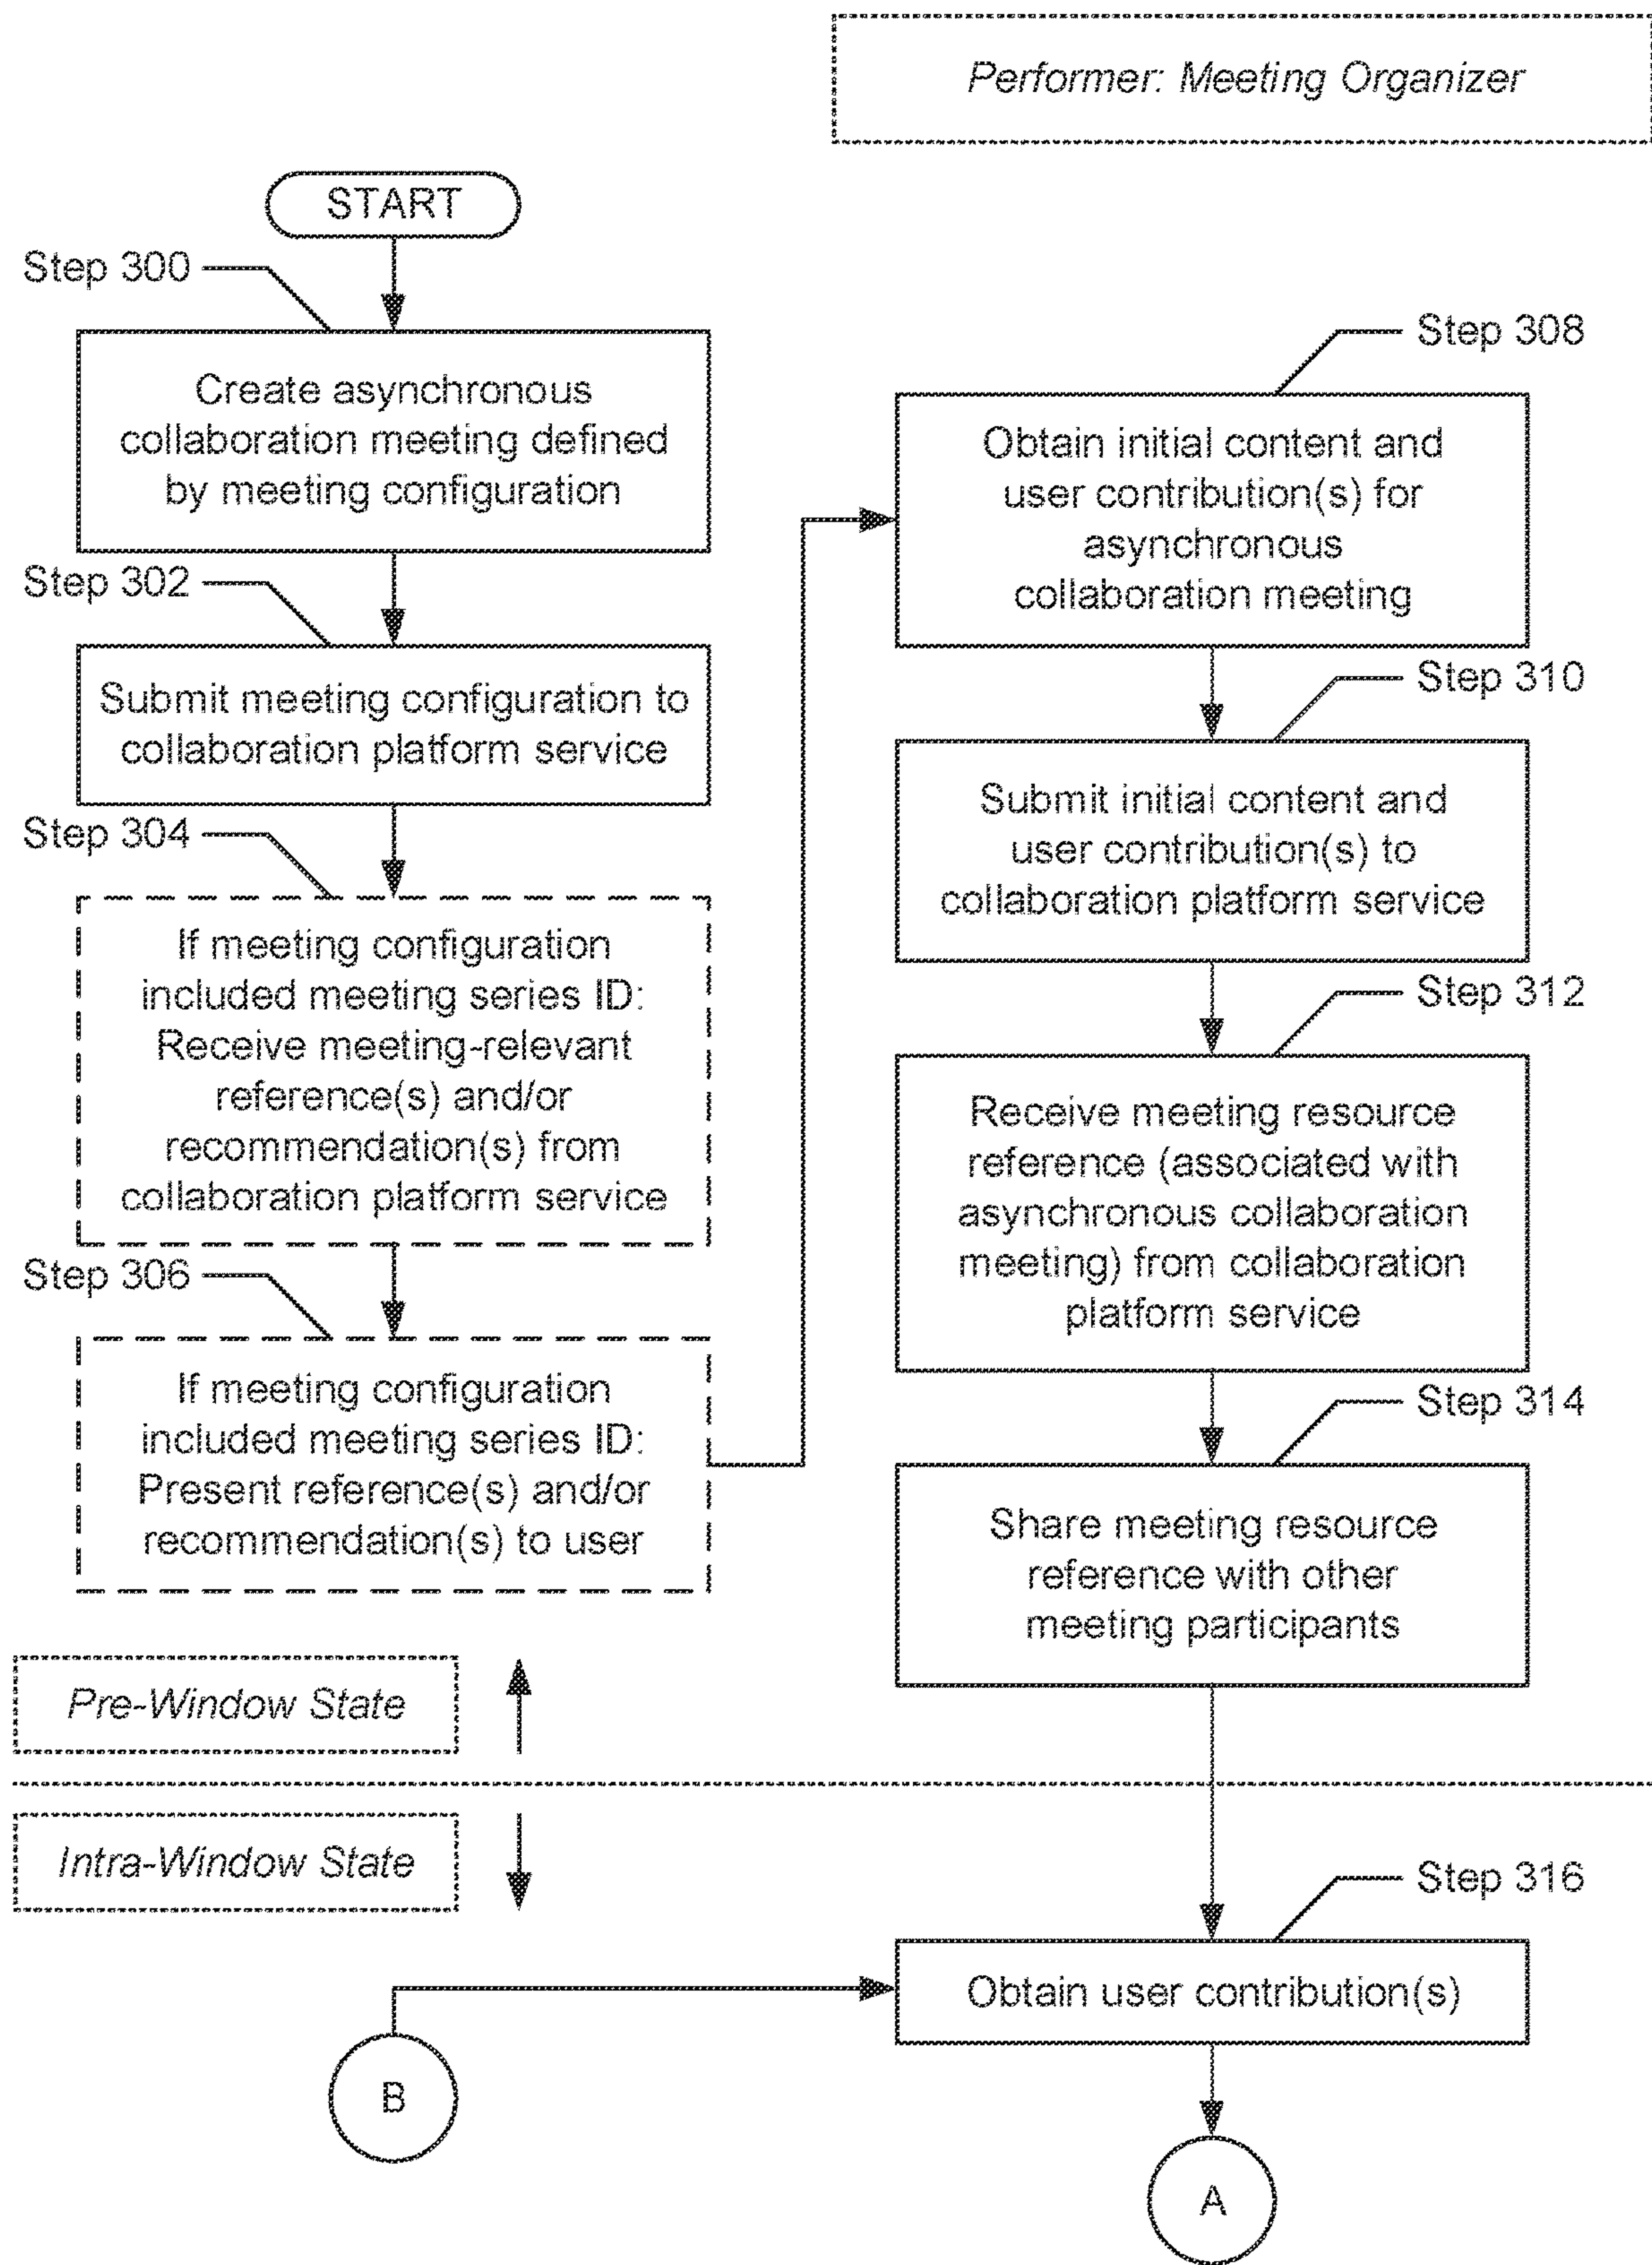 Performer: Meeting Organizer
START
Step 300
Create asynchronous
collaboration meeting defined
by meeting configuration
Step 302
Submit meeting configuration to
collaboration platform service
Step 304
If meeting configuration
included meeting series ID:
Receive meeting-relevant
reference(s) and/or
recommendation(s) from
collaboration platform service
Step 306
If meeting configuration
included meeting series ID:
Present reference(s) and/or
recommendation(s) to user
Step 308
Obtain initial content and
user contribution(s) for
asynchronous
collaboration meeting
Step 310
Submit initial content and
user contribution(s) to
collaboration platform service
Step 312
Receive meeting resource
reference (associated with
asynchronous collaboration
meeting) from collaboration
platform service
Step 314
Share meeting resource
reference with other
meeting participants
Pre-Window State
Intra-Window State
Step 316
Obtain user contribution(s)
B
A